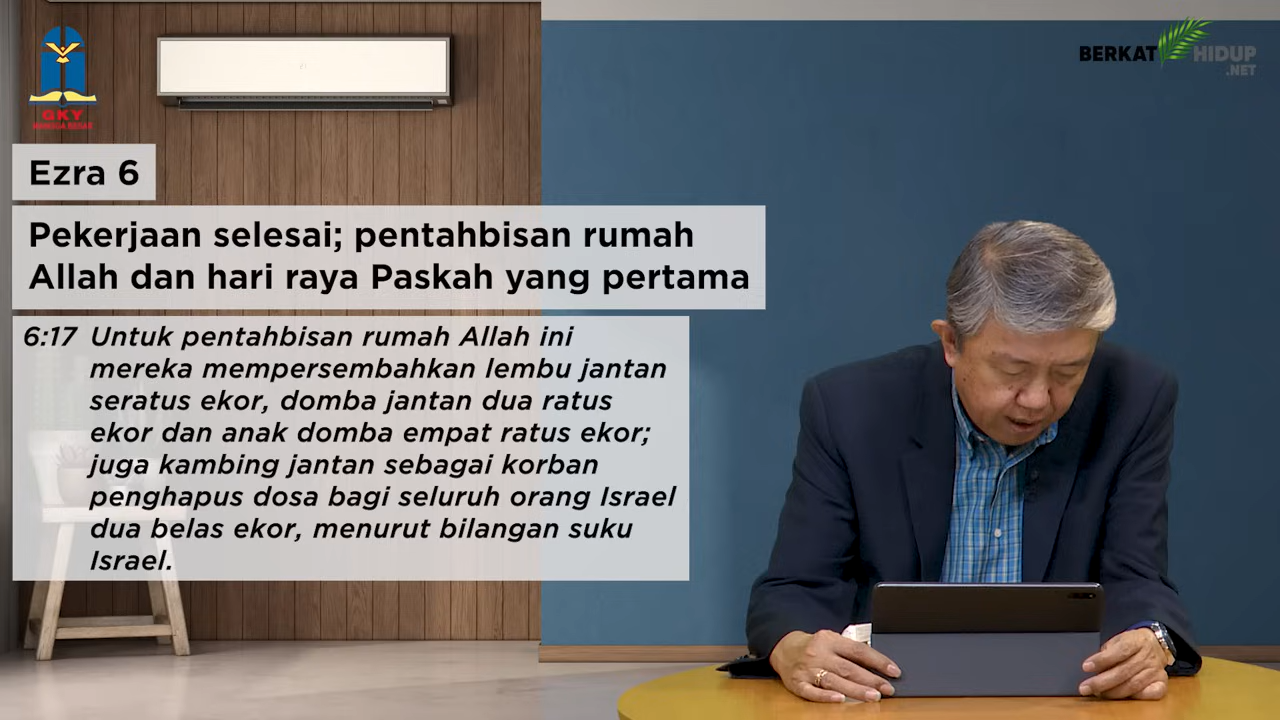 GKY
MANGGA BESAR
BERKAT HIDUP
.NET
Ezra 6
Pekerjaan selesai; pentahbisan rumah
Allah dan hari raya Paskah yang pertama
6:17 Untuk pentahbisan rumah Allah ini
mereka mempersembahkan lembu jantan
seratus ekor, domba jantan dua ratus
ekor dan anak domba empat ratus ekor;
juga kambing jantan sebagai korban
penghapus dosa bagi seluruh orang Israel
dua belas ekor, menurut bilangan suku
Israel.